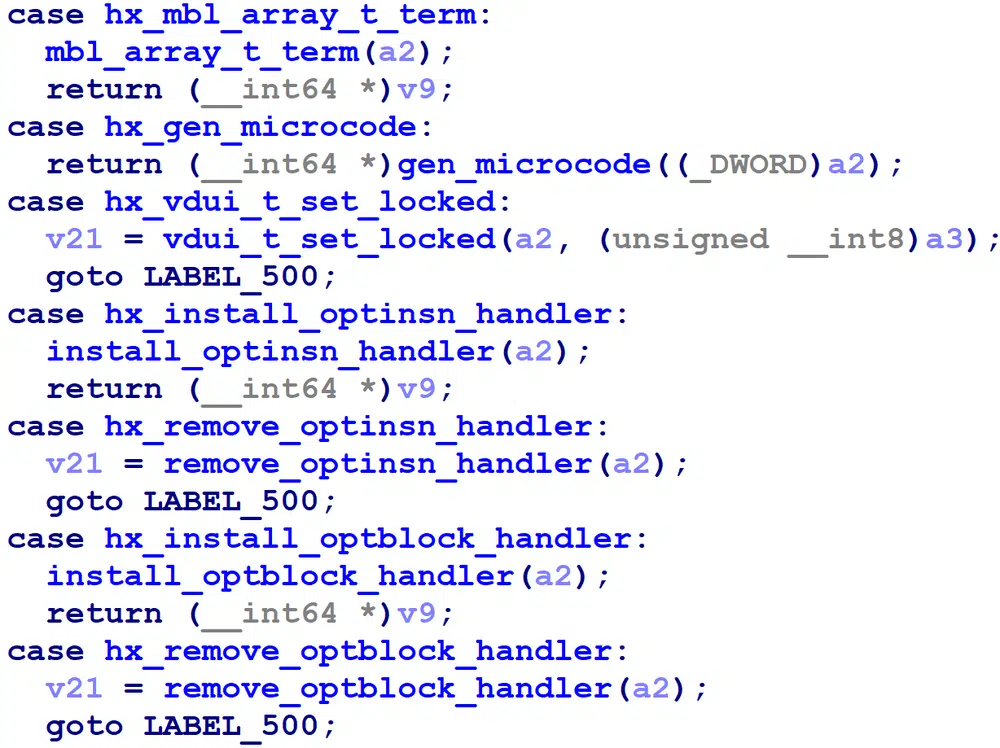 case hx_mbl_array_t_term:
  mbl_array_t_term(a2);
  return (__int64 *)v9;
case hx_gen_microcode:
  return (__int64 *)gen_microcode((_DWORD)a2);
case hx_vdui_t_set_locked:
  v21 = vdui_t_set_locked(a2, (unsigned __int8)a3);
  goto LABEL_500;
case hx_install_optinsn_handler:
  install_optinsn_handler(a2);
  return (__int64 *)v9;
case hx_remove_optinsn_handler:
  v21 = remove_optinsn_handler(a2);
  goto LABEL_500;
case hx_install_optblock_handler:
  install_optblock_handler(a2);
  return (__int64 *)v9;
case hx_remove_optblock_handler:
  v21 = remove_optblock_handler(a2);
  goto LABEL_500;